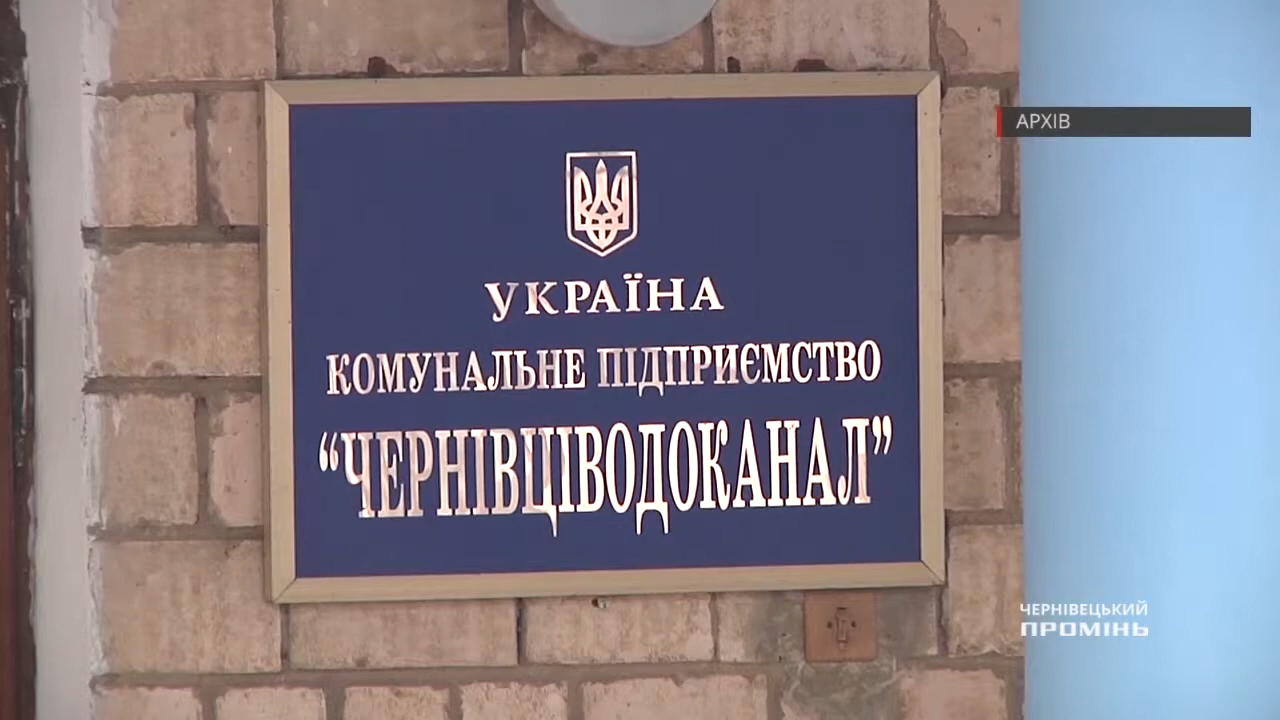 АРХІВ
УКРАЇНА
КОМУНАЛЬНЕ ПІДПРИЄМСТВО
“ЧЕРНІВЦІВОДОКАНАЛ”
ЧЕРНІВЕЦЬКИЙ
ПРОМІНЬ